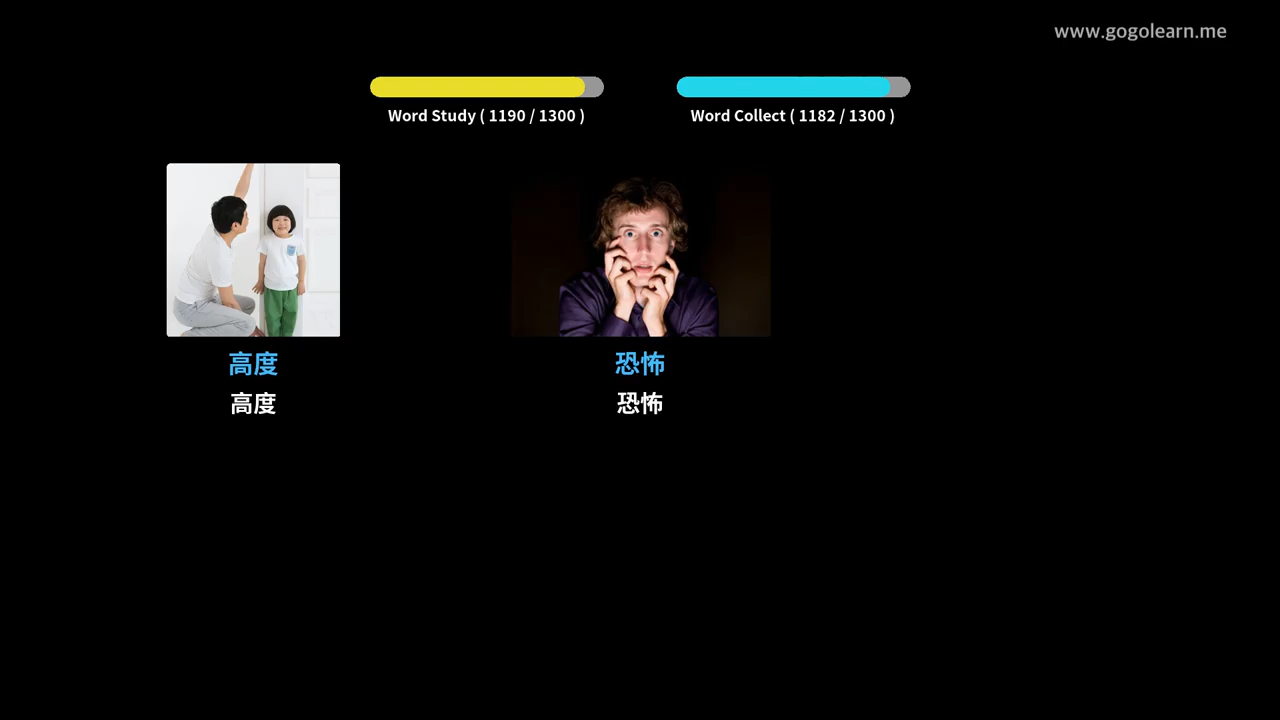 www.gogolearn.me
Word Study ( 1190 / 1300 )
Word Collect ( 1182 / 1300 )
高度
高度
恐怖
恐怖